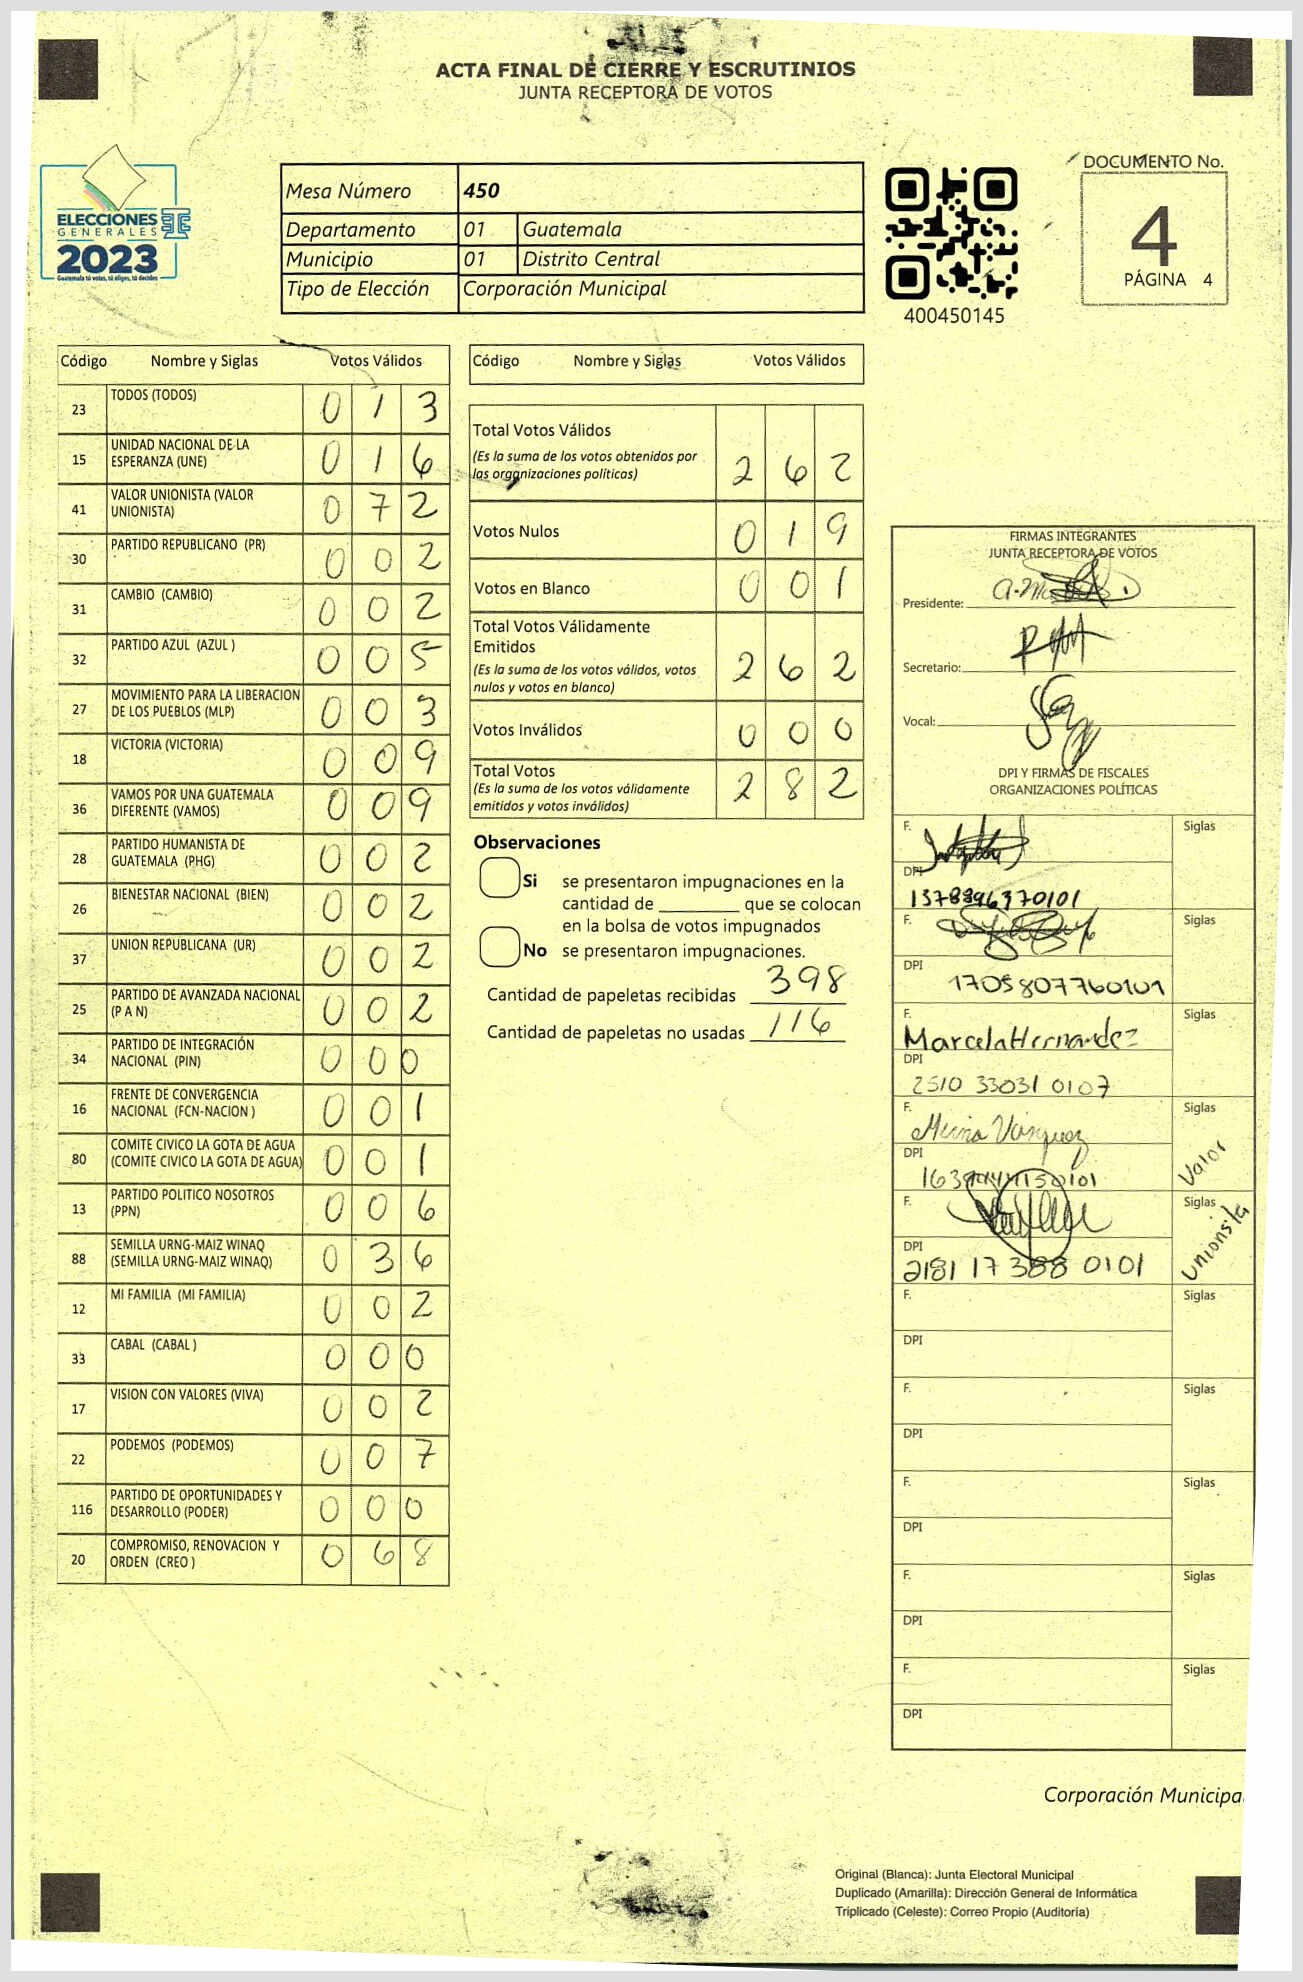 ACTA FINAL DE CIERRE Y ESCRUTINIOS
JUNTA RECEPTORA DE VOTOS
ELECCIONES
GENERALES
2023
Guatemala tú votas, tú eliges, tú decides
Mesa Número 450
Departamento 01 Guatemala
Municipio 01 Distrito Central
Tipo de Elección Corporación Municipal
400450145
DOCUMENTO No.
4
PÁGINA 4
Código Nombre y Siglas Votos Válidos
23 TODOS (TODOS) 0 1 3
15 UNIDAD NACIONAL DE LA ESPERANZA (UNE) 0 1 6
41 VALOR UNIONISTA (VALOR UNIONISTA) 0 7 2
30 PARTIDO REPUBLICANO (PR) 0 0 2
31 CAMBIO (CAMBIO) 0 0 2
32 PARTIDO AZUL (AZUL ) 0 0 5
27 MOVIMIENTO PARA LA LIBERACION DE LOS PUEBLOS (MLP) 0 0 3
18 VICTORIA (VICTORIA) 0 0 9
36 VAMOS POR UNA GUATEMALA DIFERENTE (VAMOS) 0 0 9
28 PARTIDO HUMANISTA DE GUATEMALA (PHG) 0 0 2
26 BIENESTAR NACIONAL (BIEN) 0 0 2
37 UNION REPUBLICANA (UR) 0 0 2
25 PARTIDO DE AVANZADA NACIONAL (P A N) 0 0 2
34 PARTIDO DE INTEGRACIÓN NACIONAL (PIN) 0 0 0
16 FRENTE DE CONVERGENCIA NACIONAL (FCN-NACION ) 0 0 1
80 COMITE CIVICO LA GOTA DE AGUA (COMITE CIVICO LA GOTA DE AGUA) 0 0 1
13 PARTIDO POLITICO NOSOTROS (PPN) 0 0 6
88 SEMILLA URNG-MAIZ WINAQ (SEMILLA URNG-MAIZ WINAQ) 0 3 6
12 MI FAMILIA (MI FAMILIA) 0 0 2
33 CABAL (CABAL ) 0 0 0
17 VISION CON VALORES (VIVA) 0 0 2
22 PODEMOS (PODEMOS) 0 0 7
116 PARTIDO DE OPORTUNIDADES Y DESARROLLO (PODER) 0 0 0
20 COMPROMISO, RENOVACION Y ORDEN (CREO ) 0 6 8
Código Nombre y Siglas Votos Válidos
Total Votos Válidos
(Es la suma de los votos obtenidos por
las organizaciones políticas) 2 6 2
Votos Nulos 0 1 9
Votos en Blanco 0 0 1
Total Votos Válidamente
Emitidos
(Es la suma de los votos válidos, votos
nulos y votos en blanco) 2 6 2
Votos Inválidos 0 0 0
Total Votos
(Es la suma de los votos válidamente
emitidos y votos inválidos) 2 8 2
Observaciones
Si se presentaron impugnaciones en la
cantidad de ________ que se colocan
en la bolsa de votos impugnados
No se presentaron impugnaciones.
Cantidad de papeletas recibidas 398
Cantidad de papeletas no usadas 116
FIRMAS INTEGRANTES
JUNTA RECEPTORA DE VOTOS
Presidente:
Secretario:
Vocal:
DPI Y FIRMAS DE FISCALES
ORGANIZACIONES POLÍTICAS
F. Siglas
DPI
F. Siglas
DPI 1705807760101
F. Marcela Hernandez Siglas
DPI 2510 33031 0107
F. Siglas
DPI Valor
F. Siglas
DPI 2181 17388 0101 Unionsita
F. Siglas
DPI
F. Siglas
DPI
F. Siglas
DPI
F. Siglas
DPI
F. Siglas
DPI
Corporación Municipa
Original (Blanca): Junta Electoral Municipal
Duplicado (Amarilla): Dirección General de Informática
Triplicado (Celeste): Correo Propio (Auditoría)